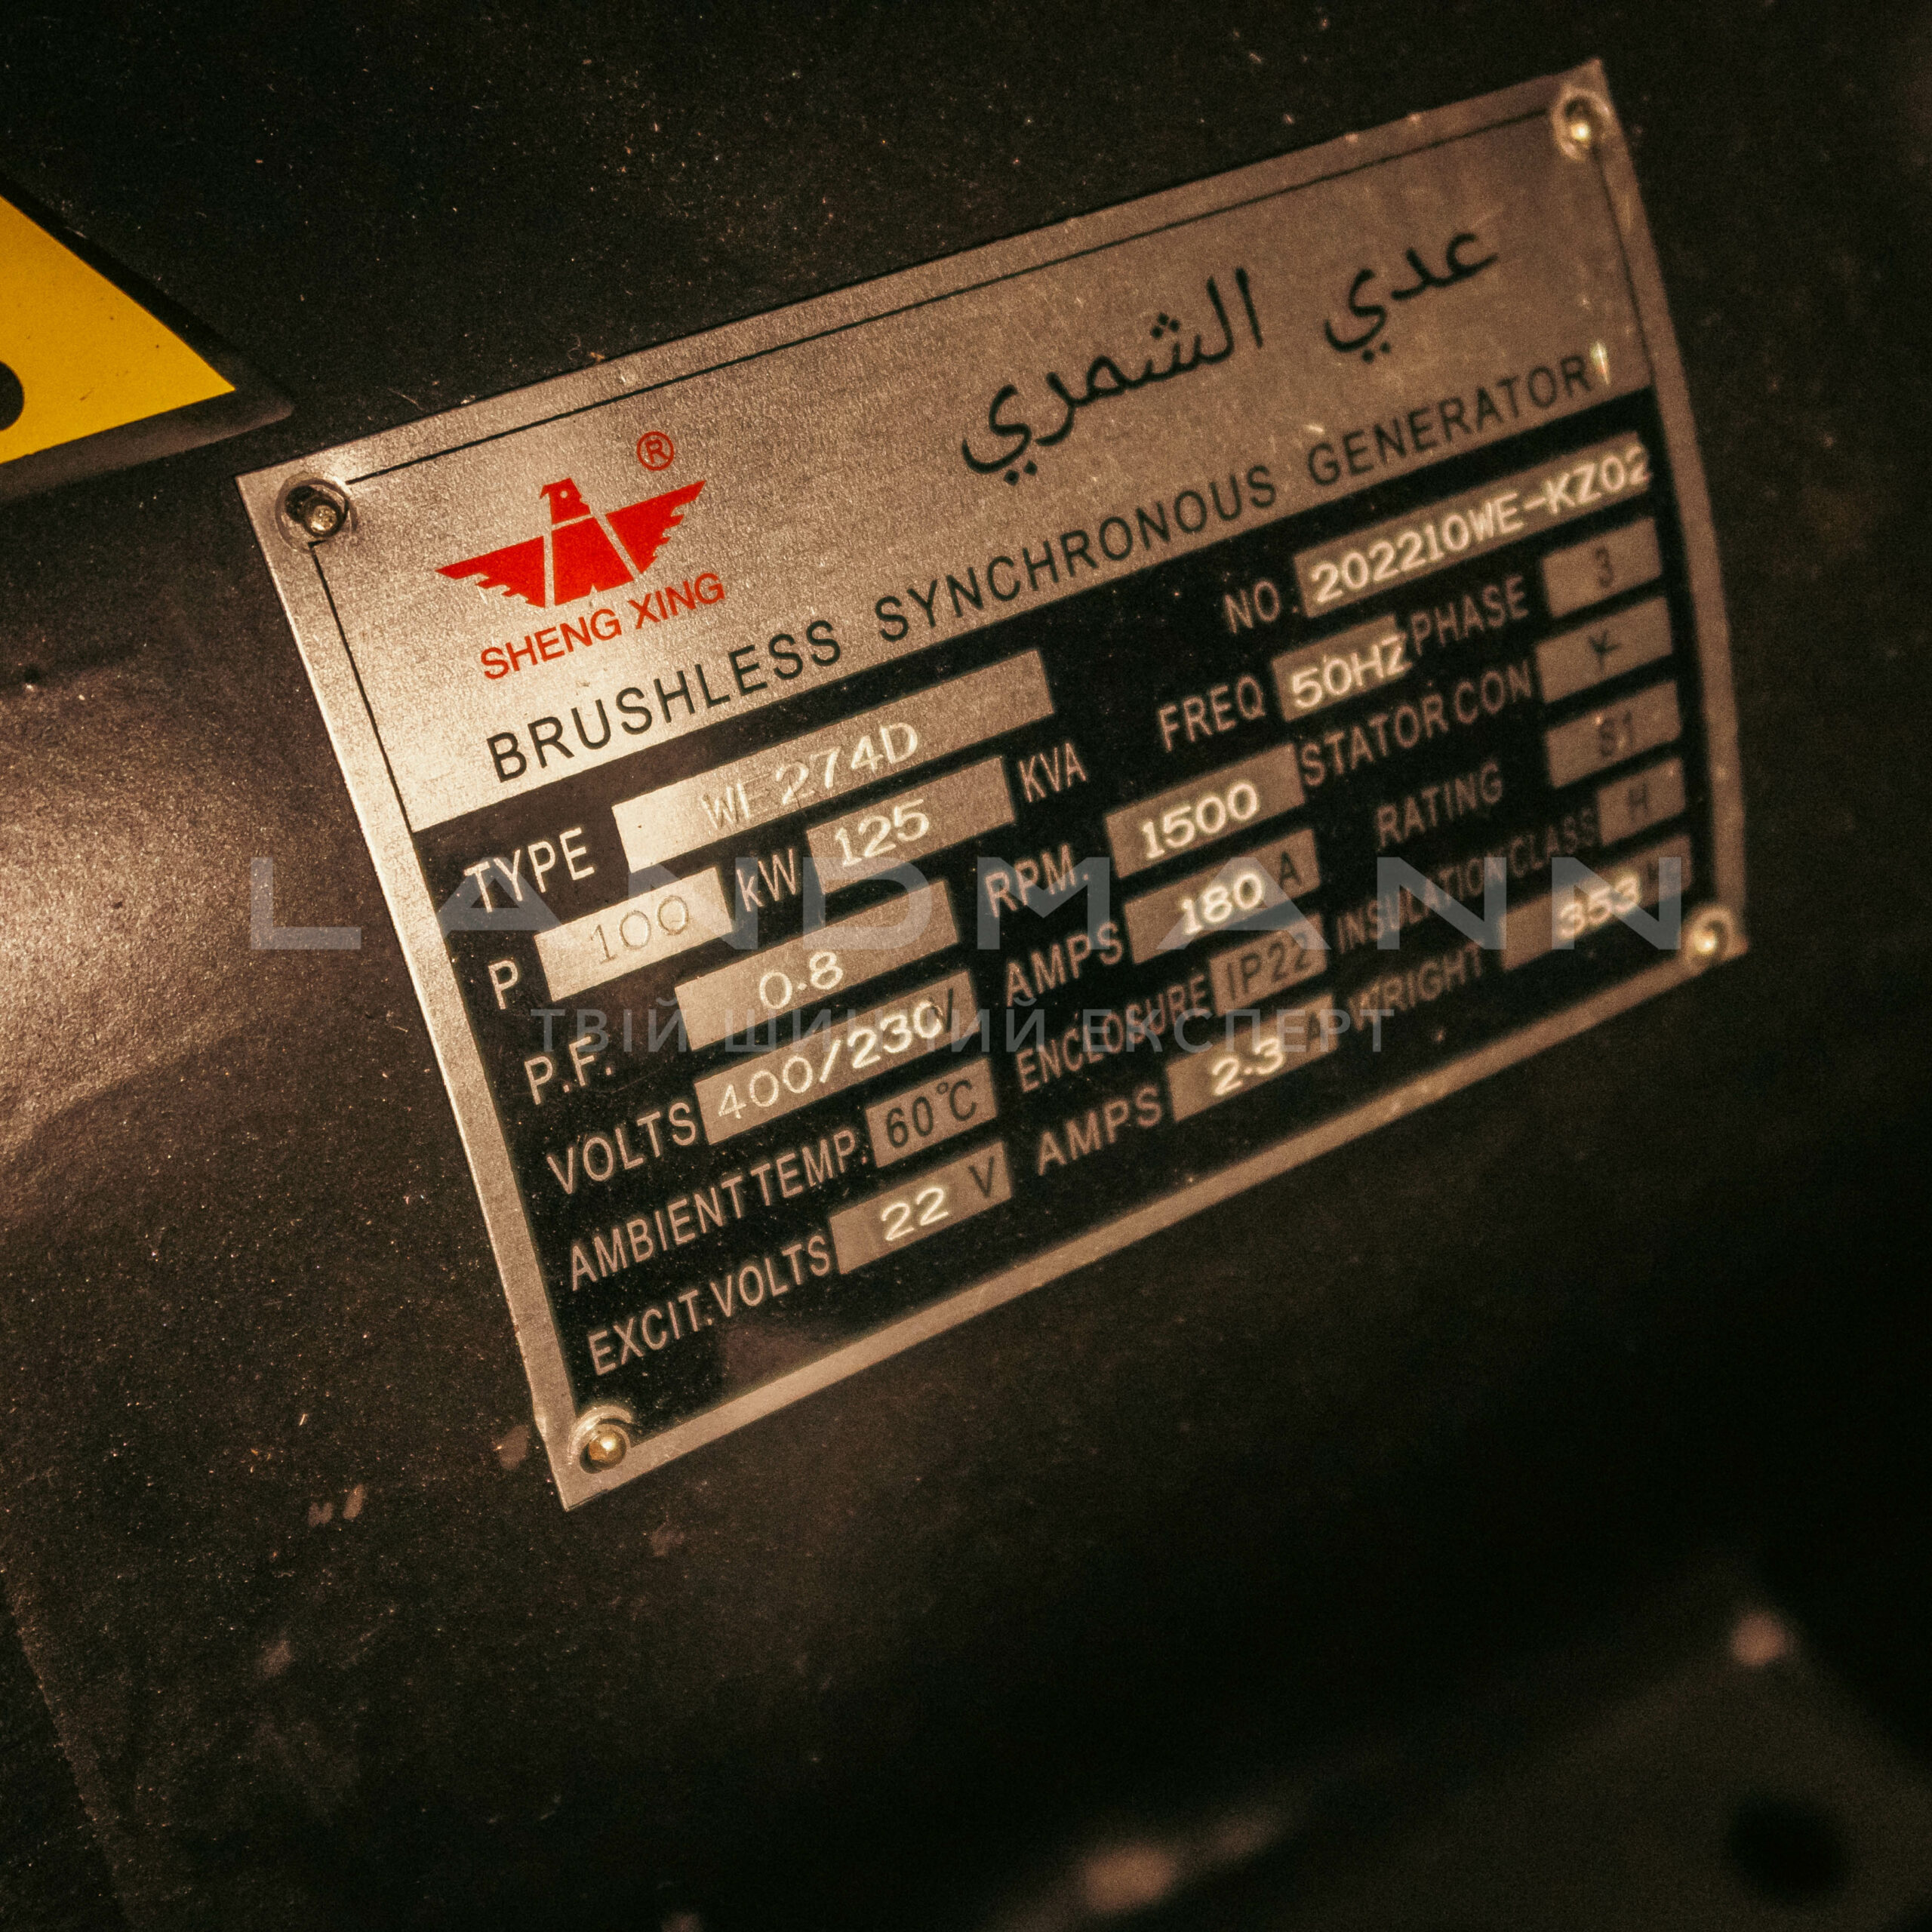 عدي الشمري
®
SHENG XING
BRUSHLESS SYNCHRONOUS GENERATOR
NO. 202210WE-KZ02
TYPE WE274D
FREQ 50HZ PHASE 3
P 100 kW 125 KVA
RPM. 1500 STATOR CON Y
P.F. 0.8
AMPS 180 A RATING S1
VOLTS 400/230 V
ENCLOSURE IP22 INSULATION CLASS H
AMBIENT TEMP. 60℃
AMPS 2.3 A WRIGHT 353
EXCIT. VOLTS 22 V
LANDMANN
ТВІЙ ШИННИЙ ЕКСПЕРТ